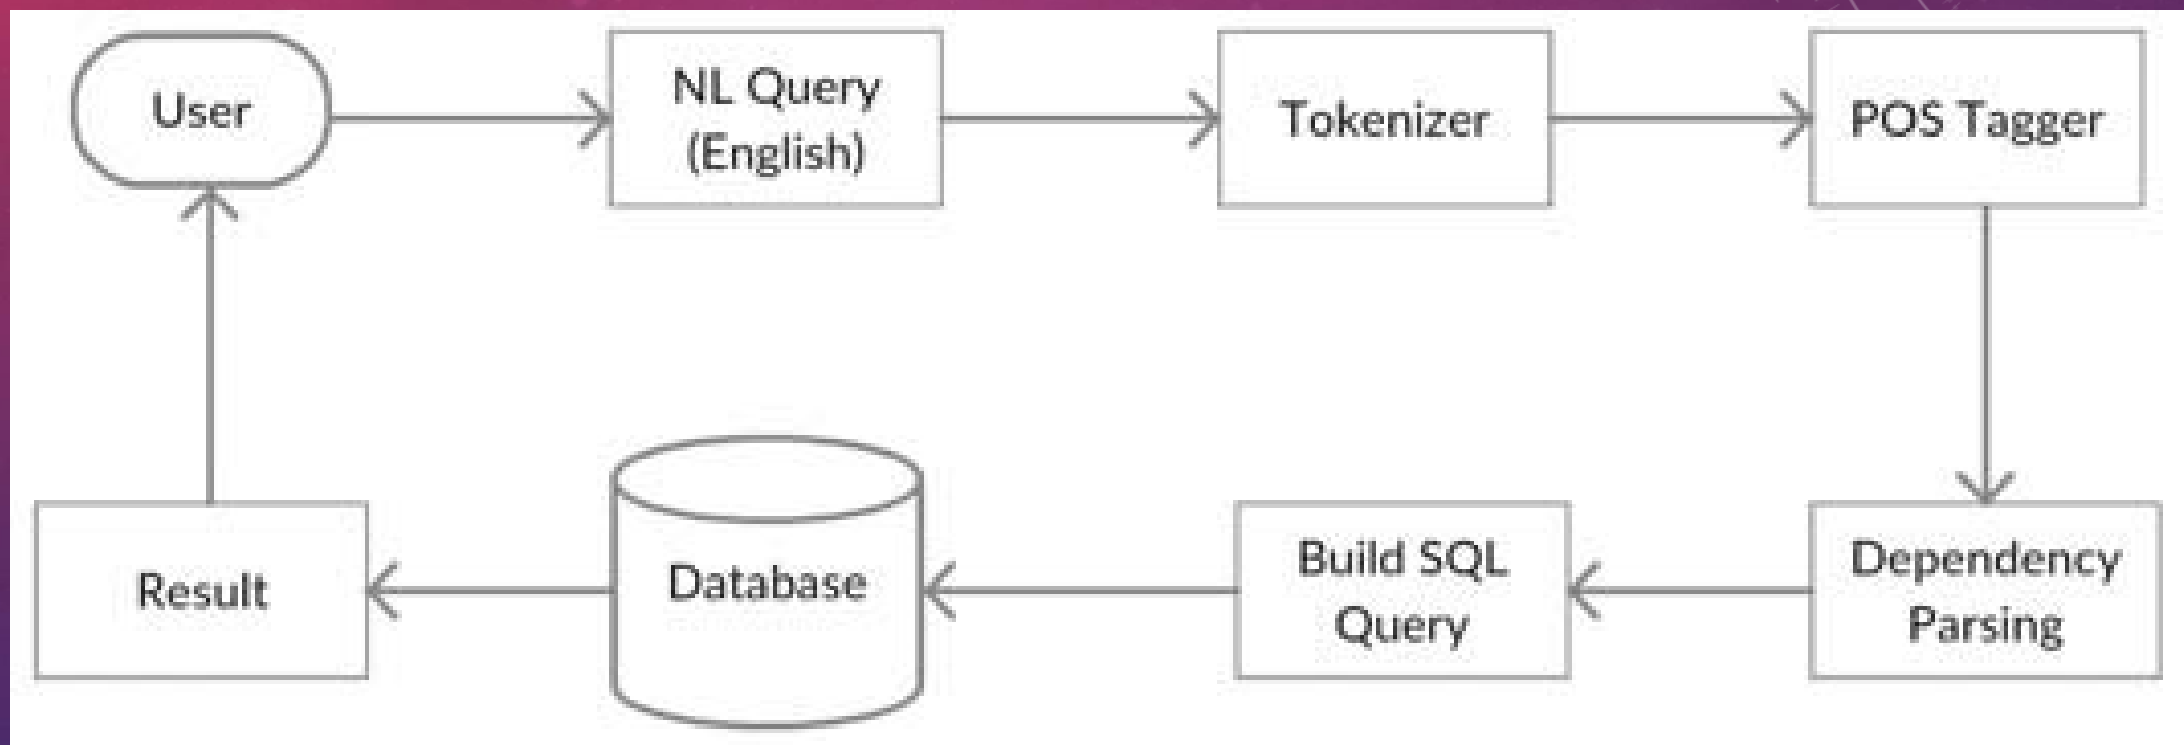 User
NL Query
(English)
Tokenizer
POS Tagger
Dependency
Parsing
Build SQL
Query
Database
Result